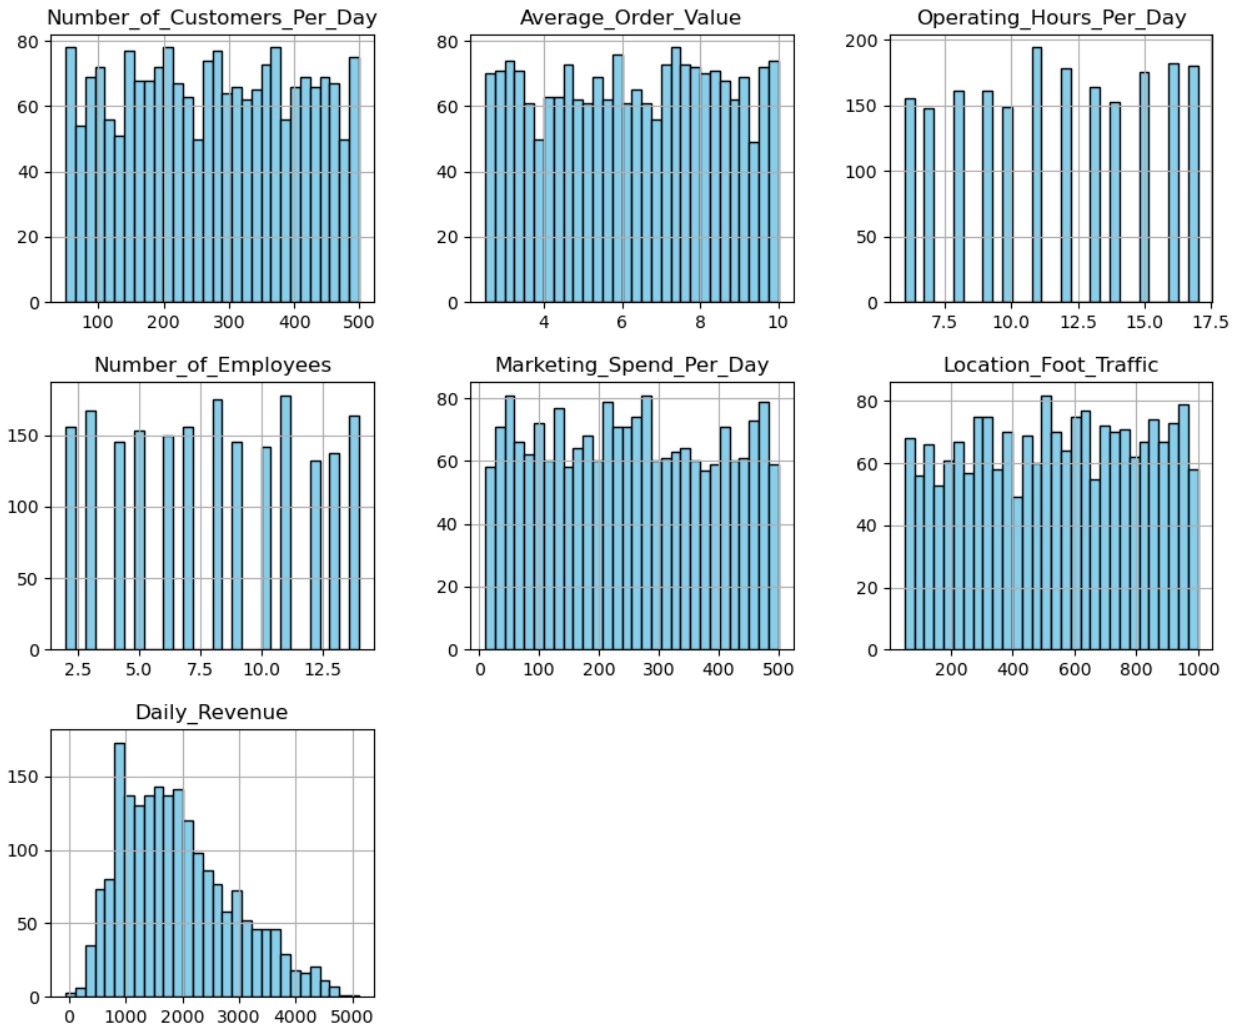 Number_of_Customers_Per_Day
80
60
40
20
0
100 200 300 400 500
Average_Order_Value
80
60
40
20
0
4 6 8 10
Operating_Hours_Per_Day
200
150
100
50
0
7.5 10.0 12.5 15.0 17.5
Number_of_Employees
150
100
50
0
2.5 5.0 7.5 10.0 12.5
Marketing_Spend_Per_Day
80
60
40
20
0
0 100 200 300 400 500
Location_Foot_Traffic
80
60
40
20
0
200 400 600 800 1000
Daily_Revenue
150
100
50
0
0 1000 2000 3000 4000 5000